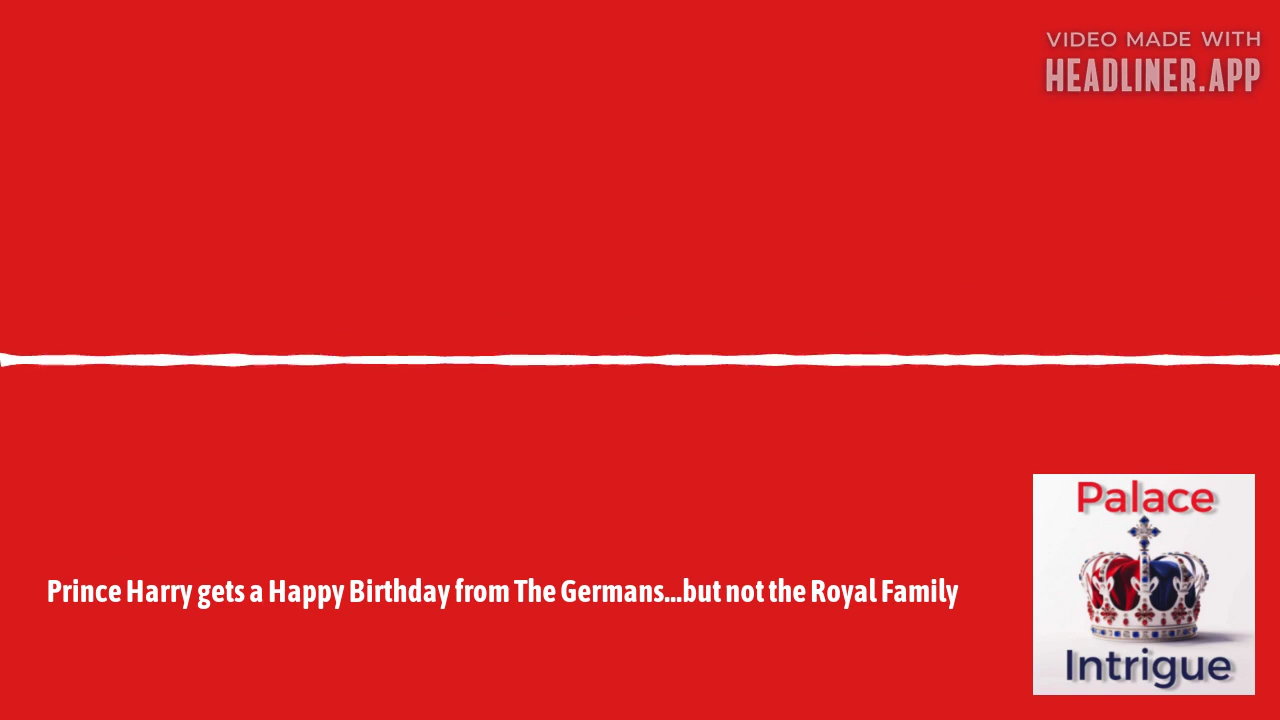 VIDEO MADE WITH
HEADLINER.APP
Palace
Prince Harry gets a Happy Birthday from The Germans...but not the Royal Family
Intrigue